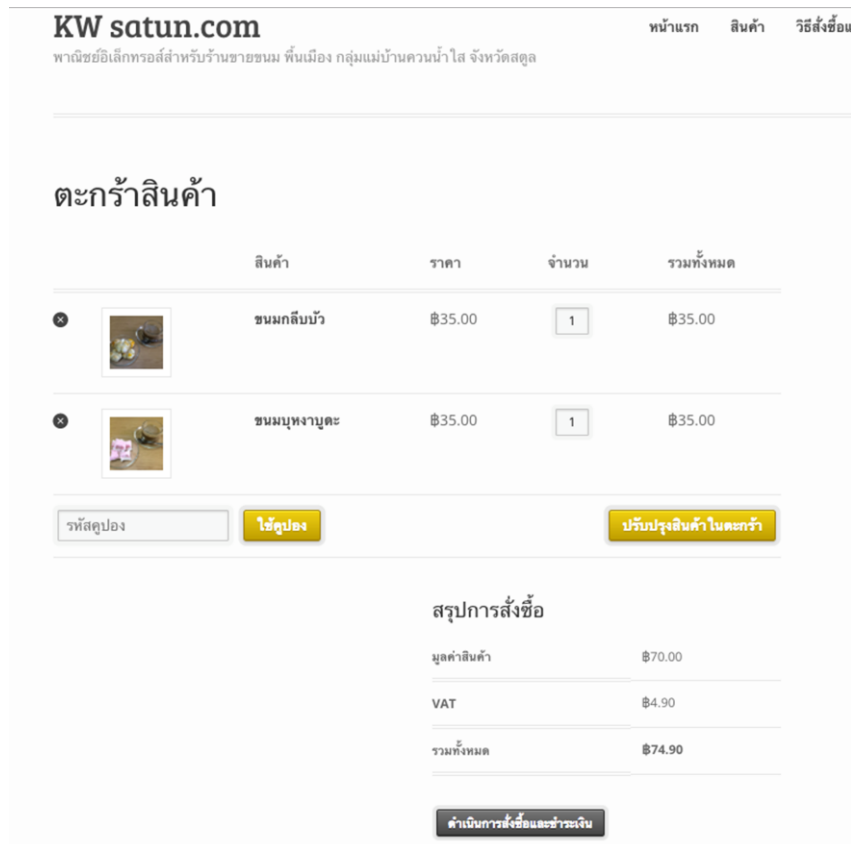 KW satun.com
หน้าแรก สินค้า วิธีสั่งซื้อแ
พาณิชย์อิเล็กทรอส์สำหรับร้านขายขนม พื้นเมือง กลุ่มแม่บ้านควนน้ำใส จังหวัดสตูล
ตะกร้าสินค้า
สินค้า ราคา จำนวน รวมทั้งหมด
ขนมกลีบบัว ฿35.00 1 ฿35.00
ขนมบุหงาบูดะ ฿35.00 1 ฿35.00
รหัสคูปอง ใช้คูปอง ปรับปรุงสินค้าในตะกร้า
สรุปการสั่งซื้อ
มูลค่าสินค้า ฿70.00
VAT ฿4.90
รวมทั้งหมด ฿74.90
ดำเนินการสั่งซื้อและชำระเงิน